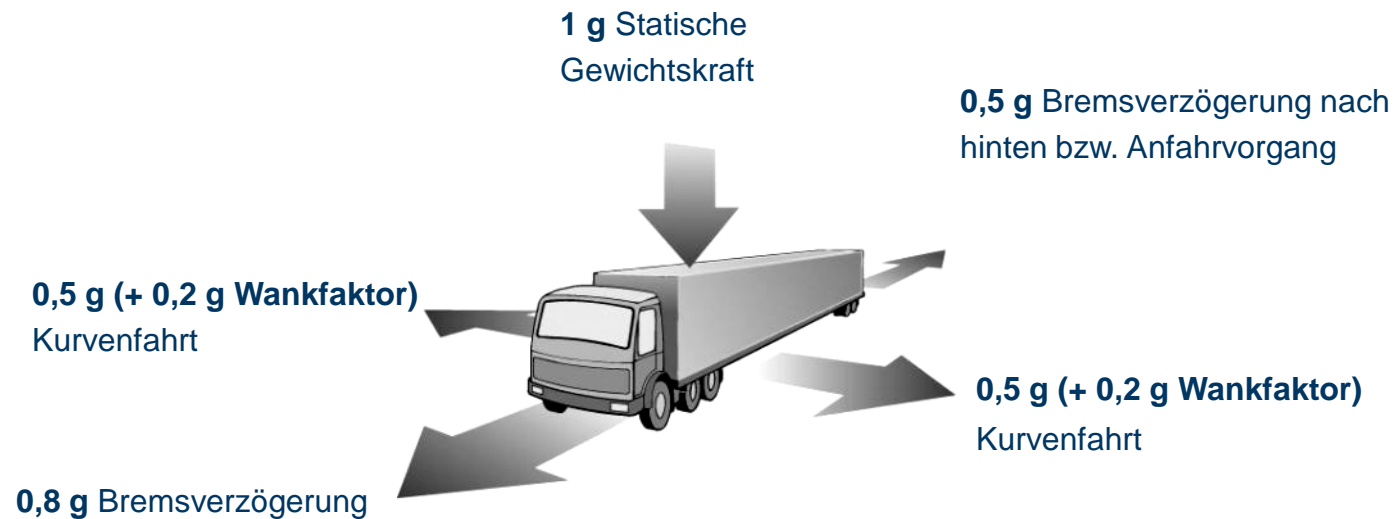 1 g Statische
Gewichtskraft
0,5 g Bremsverzögerung nach
hinten bzw. Anfahrvorgang
0,5 g (+ 0,2 g Wankfaktor)
Kurvenfahrt
0,5 g (+ 0,2 g Wankfaktor)
Kurvenfahrt
0,8 g Bremsverzögerung